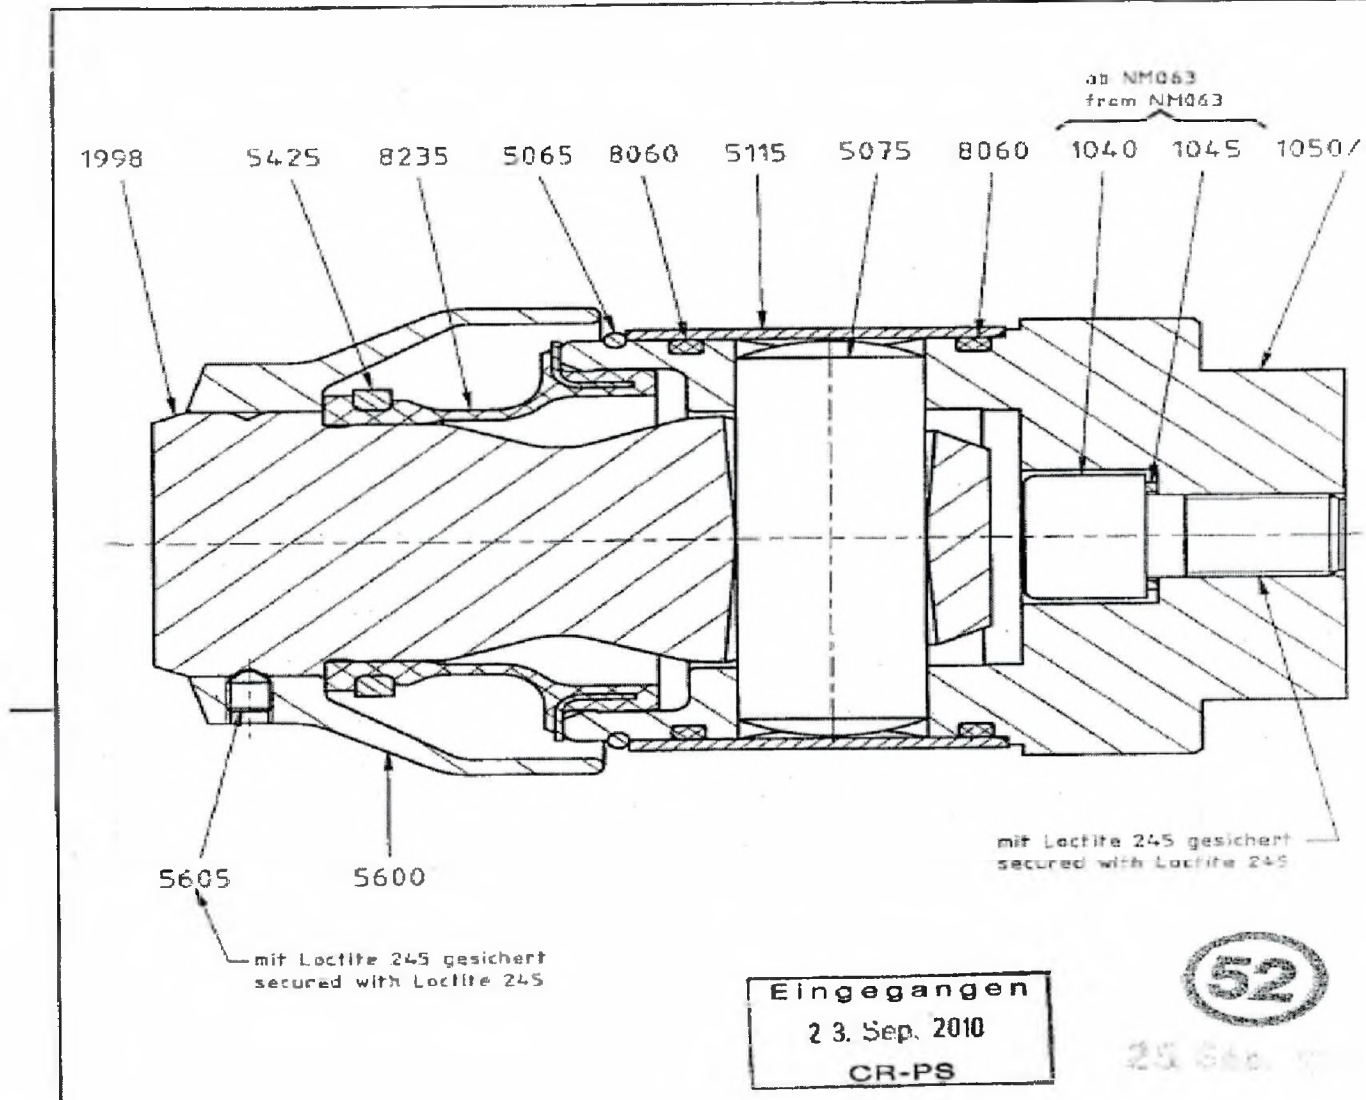 ab NM063
from NM063
1998 5425 8235 5065 8060 5115 5075 8060 1040 1045 1050/
mit Loctite 245 gesichert
secured with Loctite 245
5605 5600
mit Loctite 245 gesichert
secured with Loctite 245
52
Eingegangen
23. Sep. 2010
CR-PS
25 Sep.